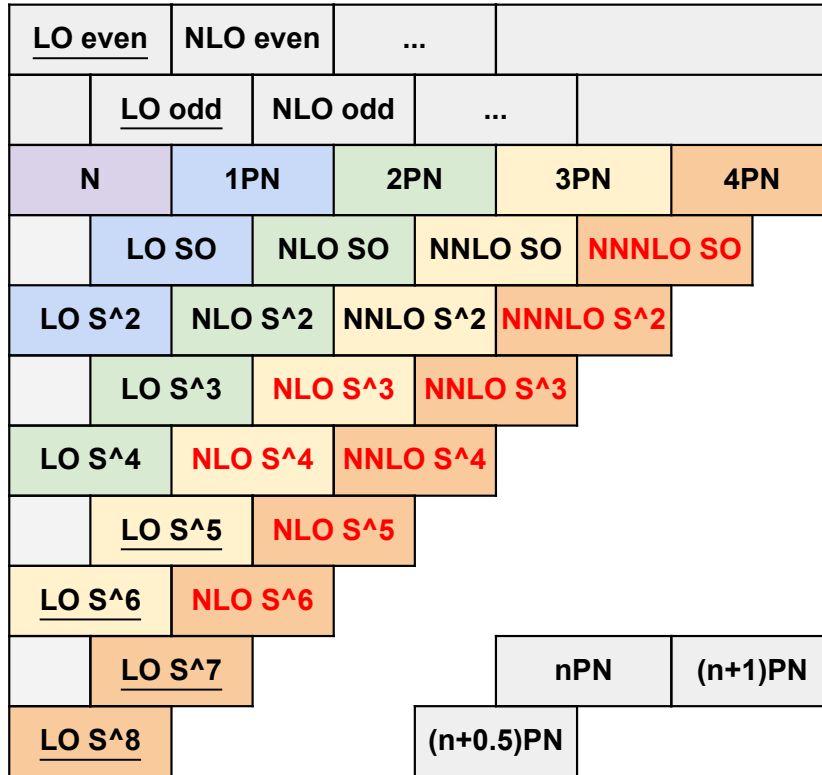 LO even NLO even ...
LO odd NLO odd ...
N 1PN 2PN 3PN 4PN
LO SO NLO SO NNLO SO NNNLO SO
LO S^2 NLO S^2 NNLO S^2 NNNLO S^2
LO S^3 NLO S^3 NNLO S^3
LO S^4 NLO S^4 NNLO S^4
LO S^5 NLO S^5
LO S^6 NLO S^6
LO S^7 nPN (n+1)PN
LO S^8 (n+0.5)PN